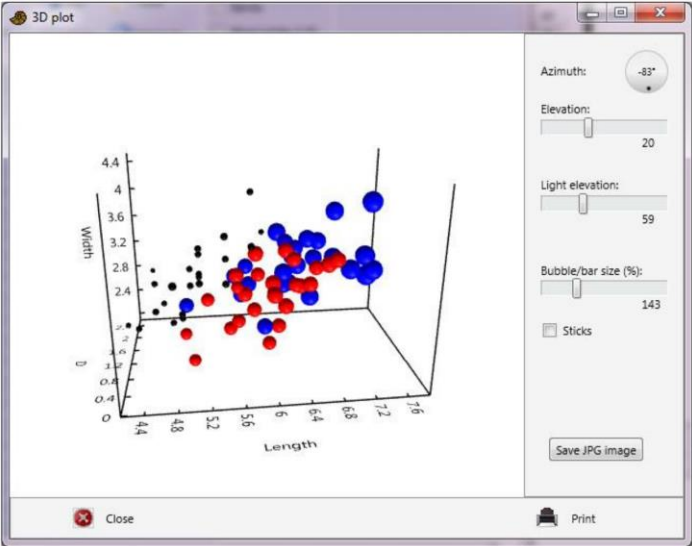 3D plot
Azimuth:
-83°
Elevation:
20
Light elevation:
59
Bubble/bar size (%):
143
Sticks
Save JPG image
4.4
4
3.6
3.2
2.8
2.4
Width
2
1.6
1.2
0.8
0.4
0
D
4.4 4.8 5.2 5.6 6 6.4 6.8 7.2 7.6
Length
Close
Print